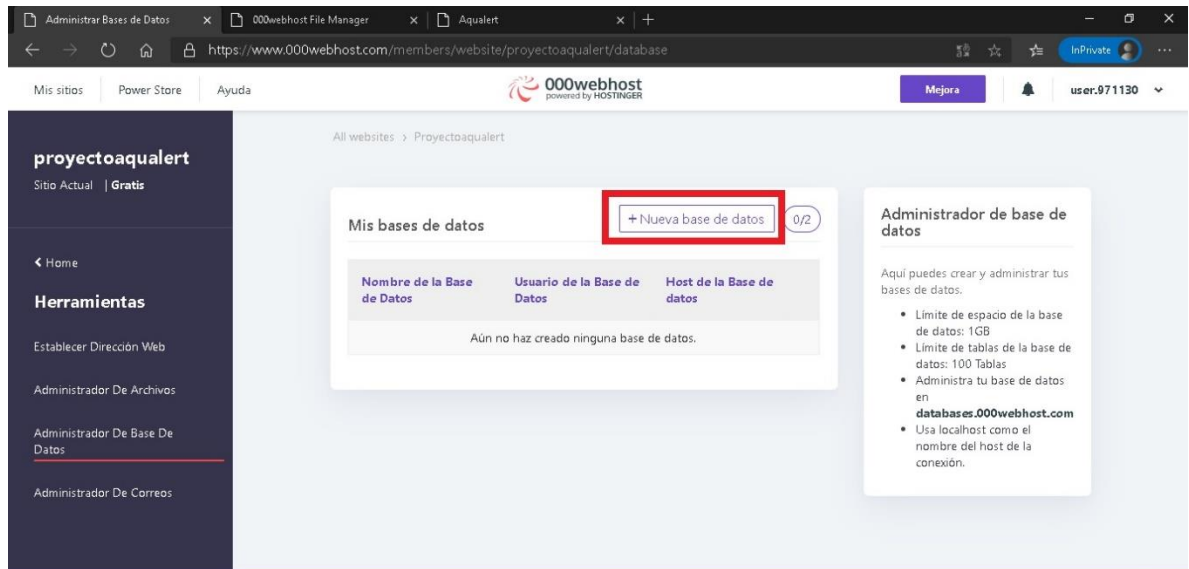 Administrar Bases de Datos
000webhost File Manager
Aqualert
https://www.000webhost.com/members/website/proyectoaqualert/database
InPrivate
Mis sitios
Power Store
Ayuda
000webhost
powered by HOSTINGER
Mejora
user.971130
proyectoaqualert
Sitio Actual | Gratis
Home
Herramientas
Establecer Dirección Web
Administrador De Archivos
Administrador De Base De
Datos
Administrador De Correos
All websites > Proyectoaqualert
Mis bases de datos
+ Nueva base de datos
0/2
Nombre de la Base
de Datos
Usuario de la Base de
Datos
Host de la Base de
datos
Aún no haz creado ninguna base de datos.
Administrador de base de
datos
Aquí puedes crear y administrar tus
bases de datos.
• Límite de espacio de la base
de datos: 1GB
• Límite de tablas de la base de
datos: 100 Tablas
• Administra tu base de datos
en
databases.000webhost.com
• Usa localhost como el
nombre del host de la
conexión.